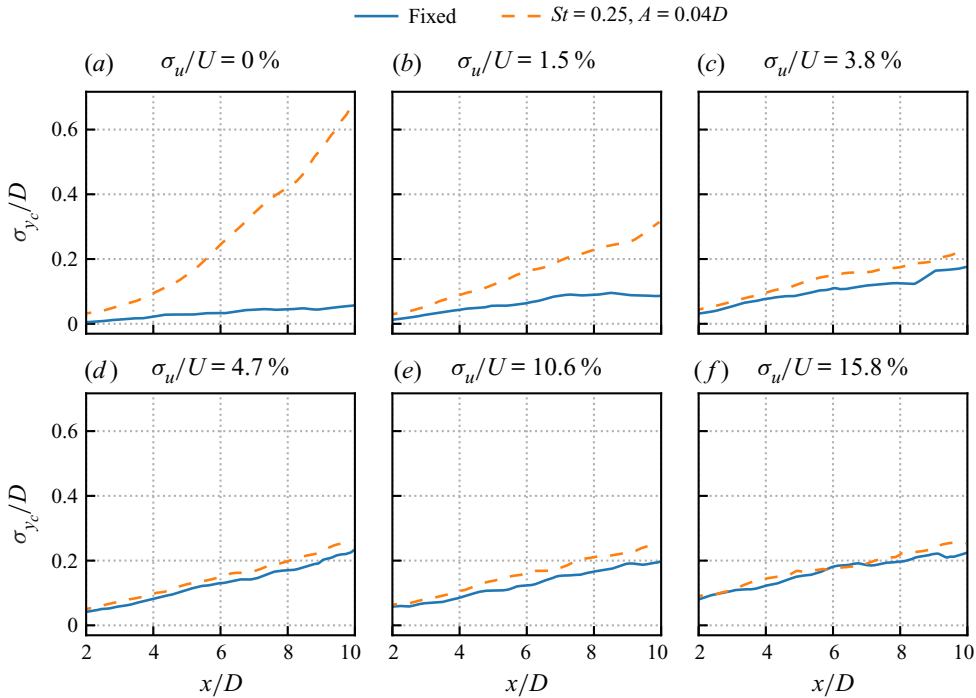 Fixed St = 0.25, A = 0.04D
(a) σu/U = 0 % (b) σu/U = 1.5 % (c) σu/U = 3.8 %
0.6
0.4
0.2
0
σyc/D
(d) σu/U = 4.7 % (e) σu/U = 10.6 % (f) σu/U = 15.8 %
0.6
0.4
0.2
0
σyc/D
2 4 6 8 10 2 4 6 8 10 2 4 6 8 10
x/D x/D x/D